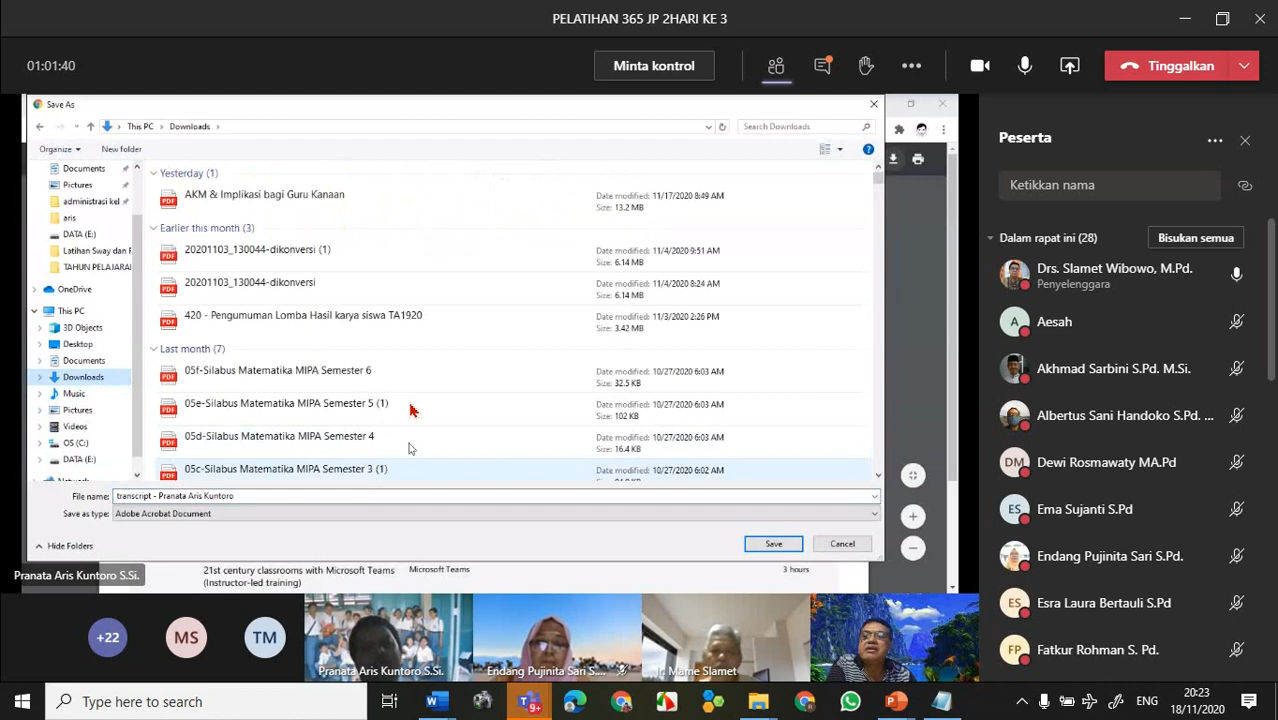 PELATIHAN 365 JP 2HARI KE 3
01:01:40
Minta kontrol
Tinggalkan
Save As
This PC
Downloads
Search Downloads
Organize
New folder
Documents
Pictures
administrasi kel
aris
DATA (E:)
Latihan Sway dan F
TAHUN PELAJARAN
OneDrive
This PC
3D Objects
Desktop
Documents
Downloads
Music
Pictures
Videos
OS (C:)
DATA (E:)
Network
Yesterday (1)
AKM & Implikasi bagi Guru Kanaan
Date modified: 11/17/2020 8:49 AM
Size: 13.2 MB
Earlier this month (3)
20201103_130044-dikonversi (1)
Date modified: 11/4/2020 9:51 AM
Size: 6.14 MB
20201103_130044-dikonversi
Date modified: 11/4/2020 8:24 AM
Size: 6.14 MB
420 - Pengumuman Lomba Hasil karya siswa TA1920
Date modified: 11/3/2020 2:26 PM
Size: 3.42 MB
Last month (7)
05f-Silabus Matematika MIPA Semester 6
Date modified: 10/27/2020 6:03 AM
Size: 32.5 KB
05e-Silabus Matematika MIPA Semester 5 (1)
Date modified: 10/27/2020 6:03 AM
Size: 102 KB
05d-Silabus Matematika MIPA Semester 4
Date modified: 10/27/2020 6:03 AM
Size: 16.4 KB
05c-Silabus Matematika MIPA Semester 3 (1)
Date modified: 10/27/2020 6:02 AM
File name: transcript - Pranata Aris Kuntoro
Save as type: Adobe Acrobat Document
Hide Folders
Save
Cancel
21st century classrooms with Microsoft Teams
(Instructor-led training)
Microsoft Teams
3 hours
Pranata Aris Kuntoro S.Si.
Peserta
Ketikkan nama
Dalam rapat ini (28)
Bisukan semua
Drs. Slamet Wibowo, M.Pd.
Penyelenggara
A
Aesah
Akhmad Sarbini S.Pd. M.Si.
Albertus Sani Handoko S.Pd. ...
DM
Dewi Rosmawaty MA.Pd
ES
Ema Sujanti S.Pd
Endang Pujinita Sari S.Pd.
ES
Esra Laura Bertauli S.Pd
FP
Fatkur Rohman S. Pd.
+22
MS
TM
Pranata Aris Kuntoro S.Si.
Endang Pujinita Sari S....
Ir. Mame Slamet
Type here to search
9+
ENG
20:23
18/11/2020